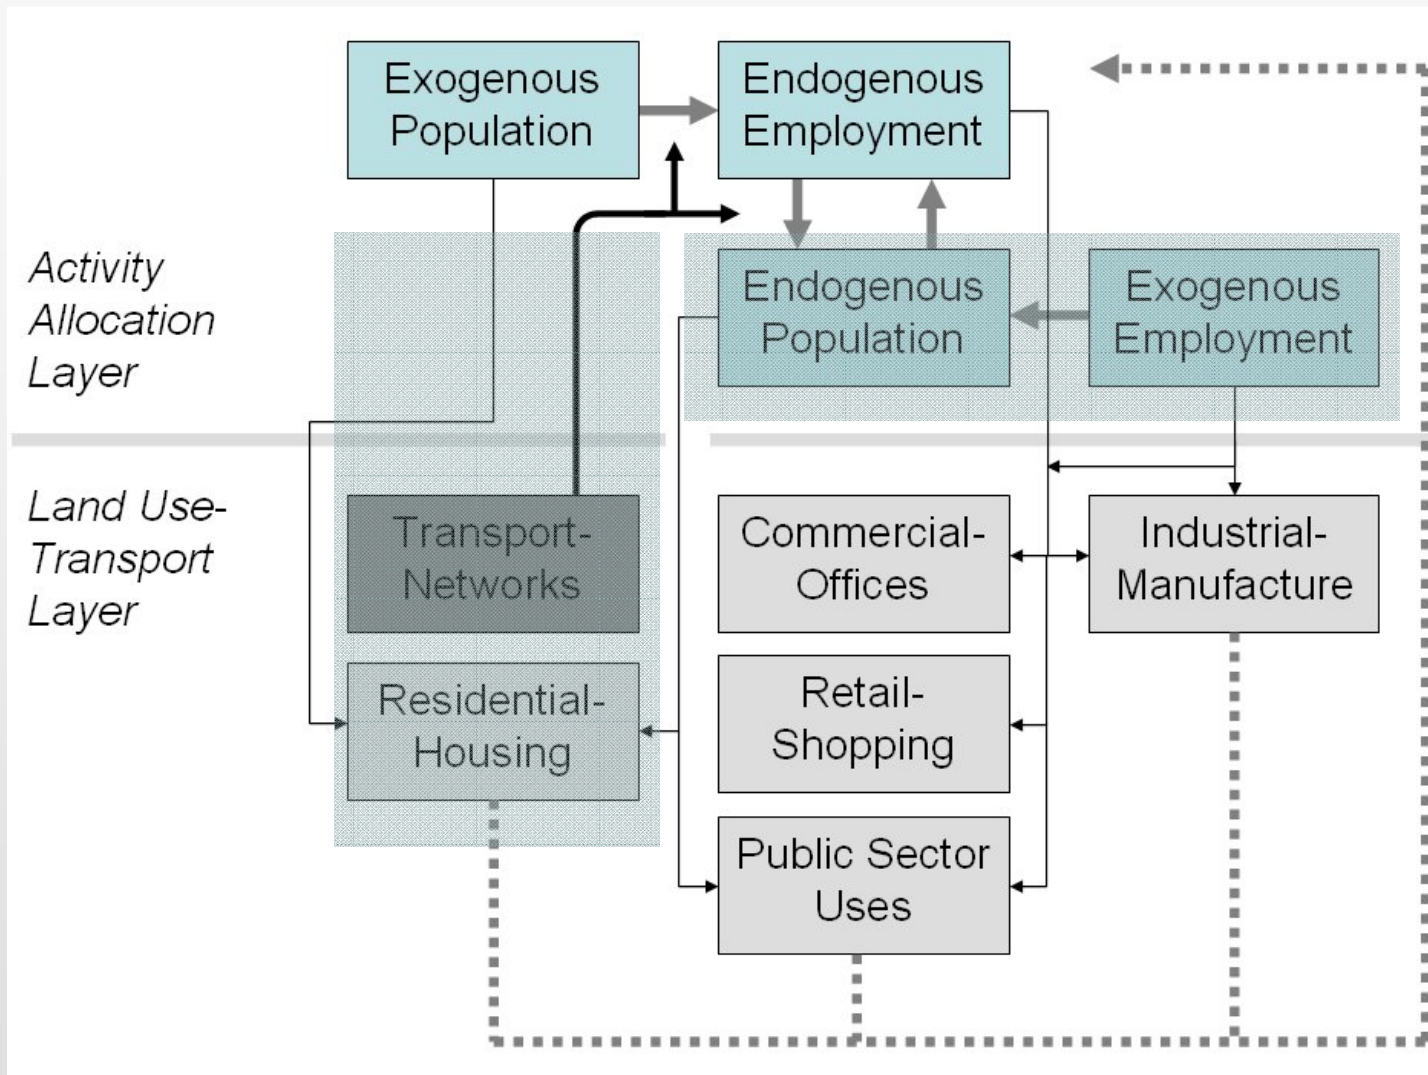 Exogenous
Population
Endogenous
Employment
Activity
Allocation
Layer
Endogenous
Population
Exogenous
Employment
Land Use-
Transport
Layer
Transport-
Networks
Commercial-
Offices
Industrial-
Manufacture
Residential-
Housing
Retail-
Shopping
Public Sector
Uses